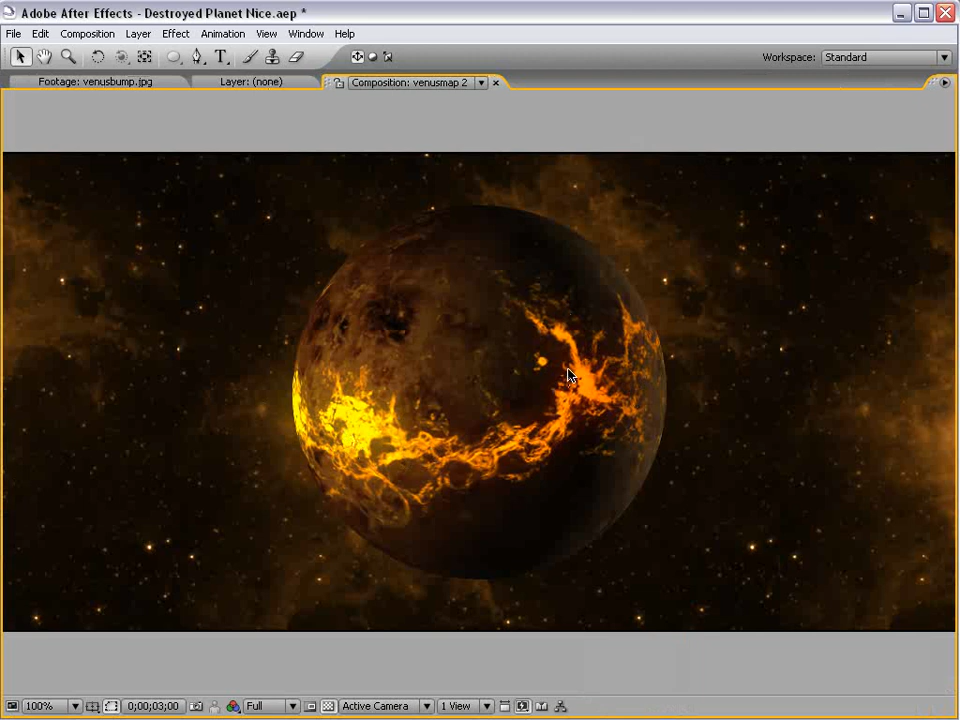 Adobe After Effects - Destroyed Planet Nice.aep *
File Edit Composition Layer Effect Animation View Window Help
Workspace: Standard
Footage: venusbump.jpg Layer: (none) Composition: venusmap 2
100% 0;00;03;00 Full Active Camera 1 View